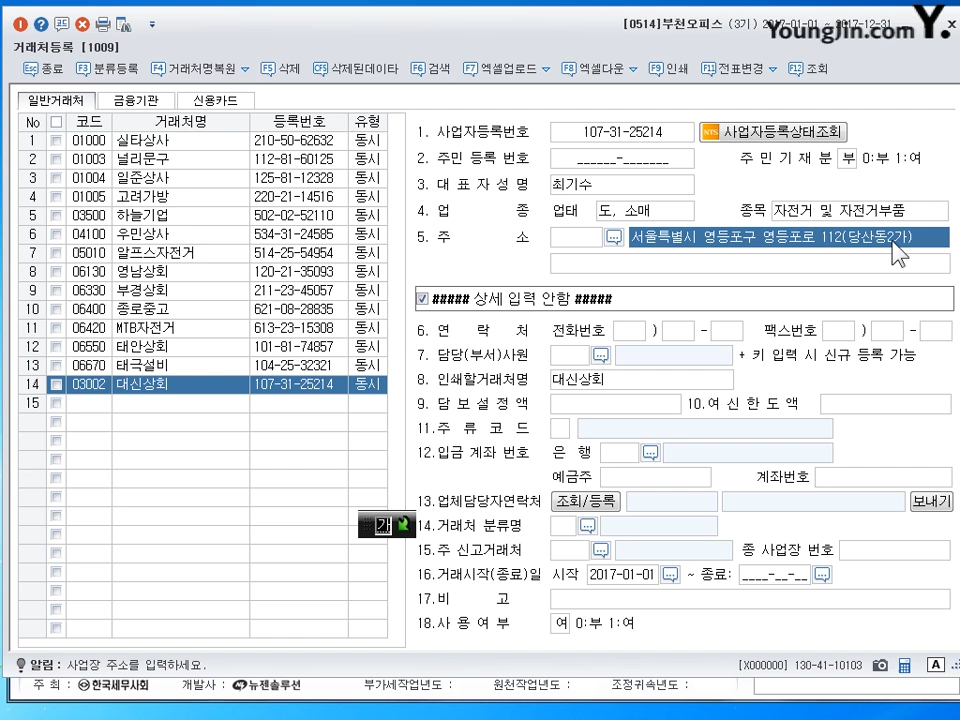 [0514]부천오피스 (3기) 2017-01-01 ~ 2017-12-31
YoungJin.com Y.
거래처등록 [1009]
Esc 종료 F3 분류등록 F4 거래처명복원 F5 삭제 CF5 삭제된데이타 F6 검색 F7 엑셀업로드 F8 엑셀다운 F9 인쇄 F11 전표변경 F12 조회
일반거래처 금융기관 신용카드
No 코드 거래처명 등록번호 유형
1 01000 실타상사 210-50-62632 동시
2 01003 널리문구 112-81-60125 동시
3 01004 일준상사 125-81-12328 동시
4 01005 고려가방 220-21-14516 동시
5 03500 하늘기업 502-02-52110 동시
6 04100 우민상사 534-31-24585 동시
7 05010 알프스자전거 514-25-54954 동시
8 06130 영남상회 120-21-35093 동시
9 06330 부경상회 211-23-45057 동시
10 06400 종로중고 621-08-28835 동시
11 06420 MTB자전거 613-23-15308 동시
12 06550 태안상회 101-81-74857 동시
13 06670 태극설비 104-25-32321 동시
14 03002 대신상회 107-31-25214 동시
15
가
1. 사업자등록번호 107-31-25214 NTS 사업자등록상태조회
2. 주민 등록 번호 ______-_______ 주 민 기 재 분 부 0:부 1:여
3. 대 표 자 성 명 최기수
4. 업 종 업태 도, 소매 종목 자전거 및 자전거부품
5. 주 소 서울특별시 영등포구 영등포로 112(당산동2가)
##### 상세 입력 안함 #####
6. 연 락 처 전화번호 ) - 팩스번호 ) -
7. 담당(부서)사원 + 키 입력 시 신규 등록 가능
8. 인쇄할거래처명 대신상회
9. 담 보 설 정 액 10.여 신 한 도 액
11.주 류 코 드
12.입금 계좌 번호 은 행
예금주 계좌번호
13.업체담당자연락처 조회/등록 보내기
14.거래처 분류명
15.주 신고거래처 종 사업장 번호
16.거래시작(종료)일 시작 2017-01-01 ~ 종료: ____-__-__
17.비 고
18.사 용 여 부 여 0:부 1:여
알림 : 사업장 주소를 입력하세요. [X000000] 130-41-10103 A
주 최 : 한국세무사회 개발사 : 뉴젠솔루션 부가세작업년도 : 원천작업년도 : 조정귀속년도 :